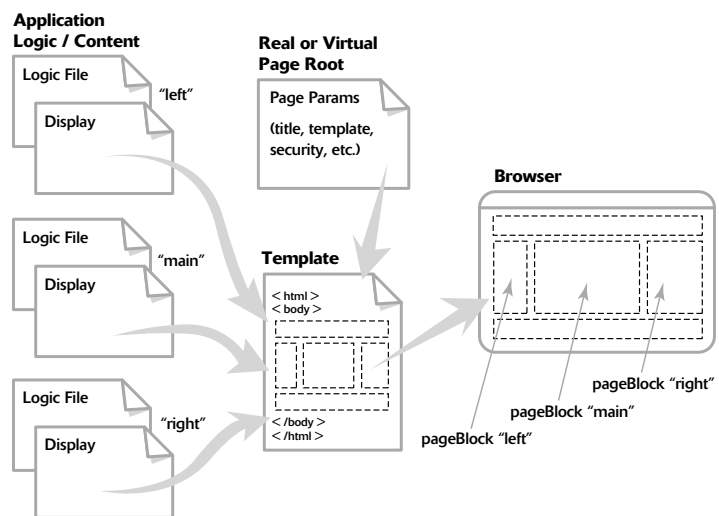 Application
Logic / Content
Logic File
"left"
Display
Real or Virtual
Page Root
Page Params
(title, template,
security, etc.)
Logic File
"main"
Display
Template
< html >
< body >
< /body >
< /html >
Browser
pageBlock "right"
pageBlock "main"
pageBlock "left"
Logic File
"right"
Display